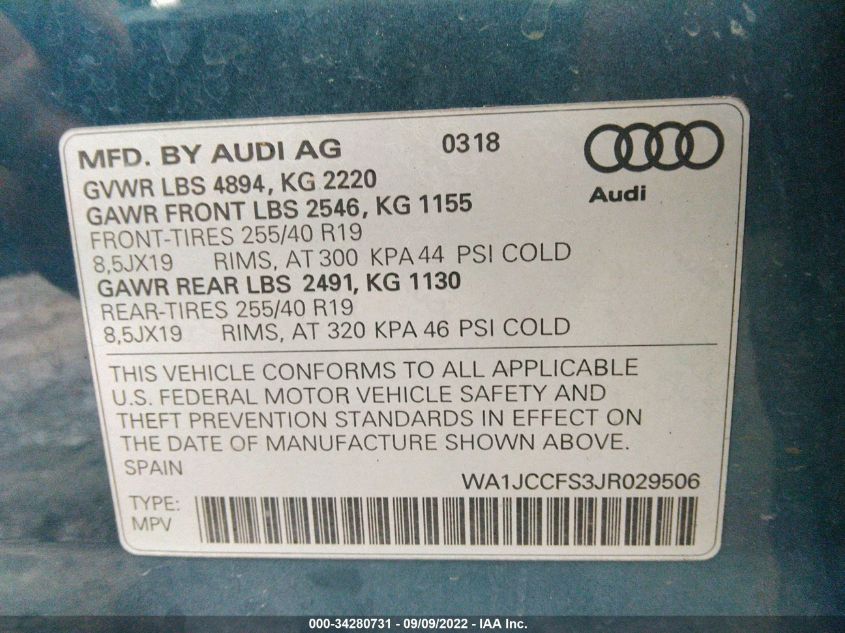 MFD. BY AUDI AG 0318
Audi
GVWR LBS 4894, KG 2220
GAWR FRONT LBS 2546, KG 1155
FRONT-TIRES 255/40 R19
8,5JX19 RIMS, AT 300 KPA 44 PSI COLD
GAWR REAR LBS 2491, KG 1130
REAR-TIRES 255/40 R19
8,5JX19 RIMS, AT 320 KPA 46 PSI COLD
THIS VEHICLE CONFORMS TO ALL APPLICABLE
U.S. FEDERAL MOTOR VEHICLE SAFETY AND
THEFT PREVENTION STANDARDS IN EFFECT ON
THE DATE OF MANUFACTURE SHOWN ABOVE.
SPAIN WA1JCCFS3JR029506
TYPE:
MPV
000-34280731 - 09/09/2022 - IAA Inc.